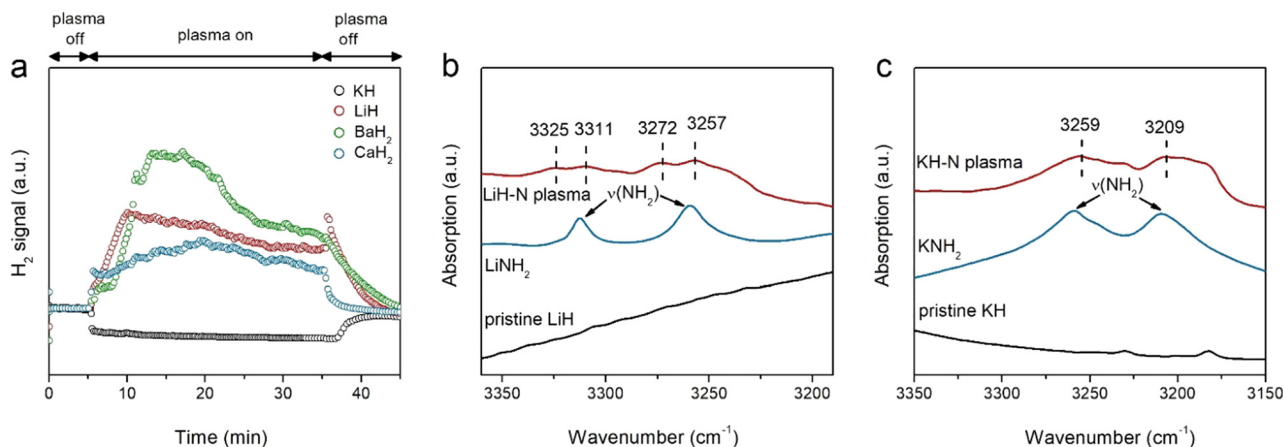 plasma off
plasma on
plasma off
a
H₂ signal (a.u.)
KH
LiH
BaH₂
CaH₂
0
10
20
30
40
Time (min)
b
Absorption (a.u.)
3325
3311
3272
3257
LiH-N plasma
ν(NH₂)
LiNH₂
pristine LiH
3350
3300
3250
3200
Wavenumber (cm⁻¹)
c
Absorption (a.u.)
3259
3209
KH-N plasma
ν(NH₂)
KNH₂
pristine KH
3350
3300
3250
3200
3150
Wavenumber (cm⁻¹)